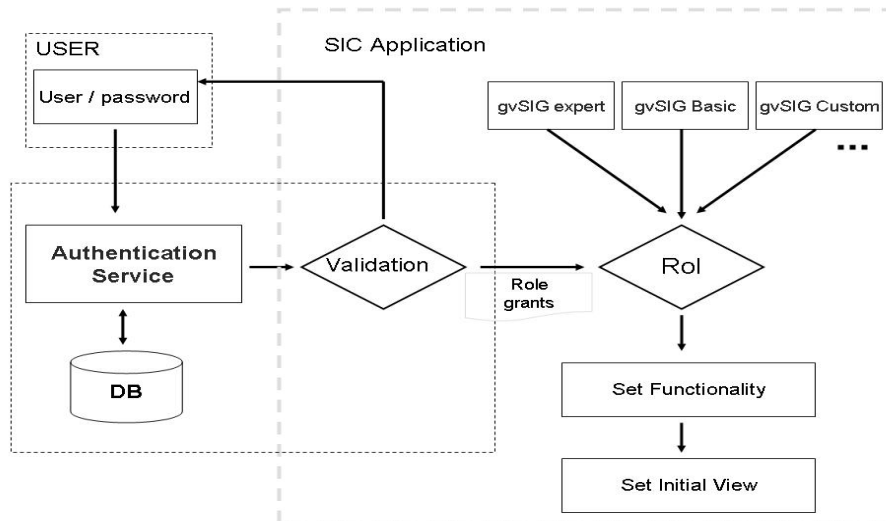 SIC Application
USER
User / password
gvSIG expert
gvSIG Basic
gvSIG Custom
...
Authentication
Service
Validation
Role
grants
Rol
DB
Set Functionality
Set Initial View